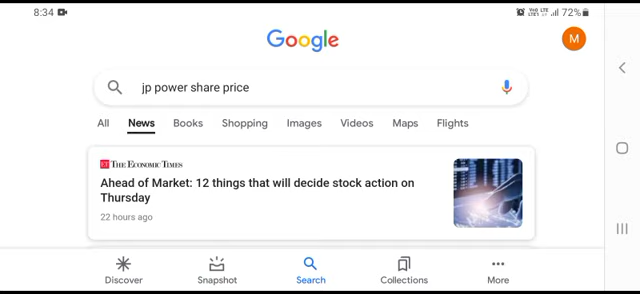 8:34 72%
Google
M
jp power share price
All News Books Shopping Images Videos Maps Flights
ET THE ECONOMIC TIMES
Ahead of Market: 12 things that will decide stock action on
Thursday
22 hours ago
Discover Snapshot Search Collections More